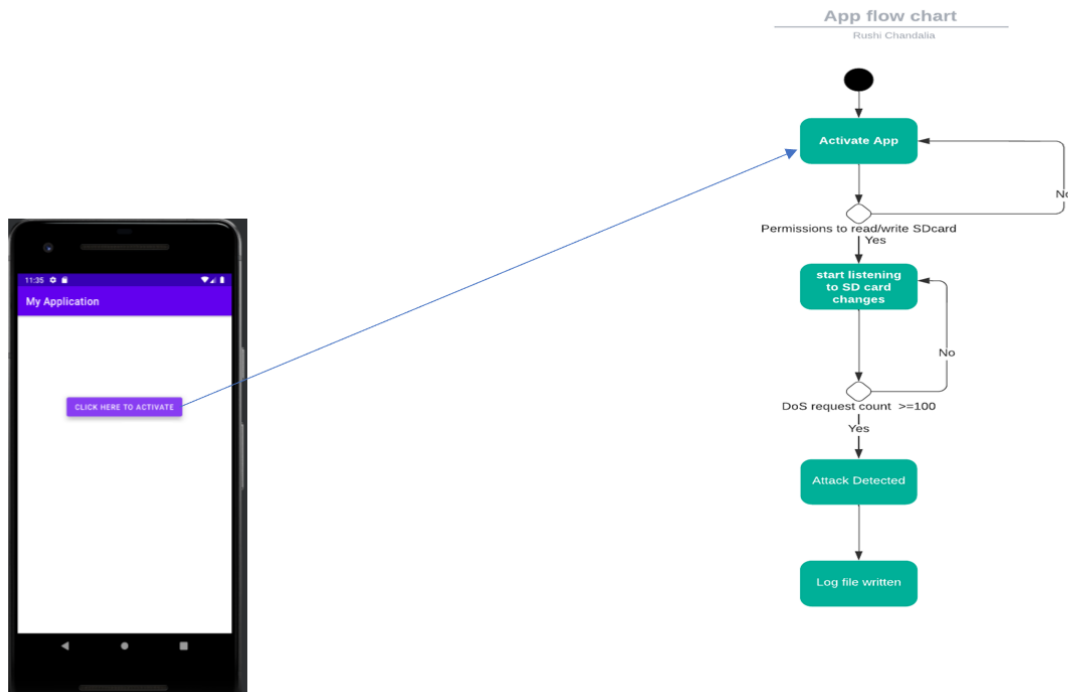 App flow chart
Rushi Chandalia
Activate App
No
Permissions to read/write SDcard
Yes
start listening
to SD card
changes
No
DoS request count >=100
Yes
Attack Detected
Log file written
11:35
My Application
CLICK HERE TO ACTIVATE